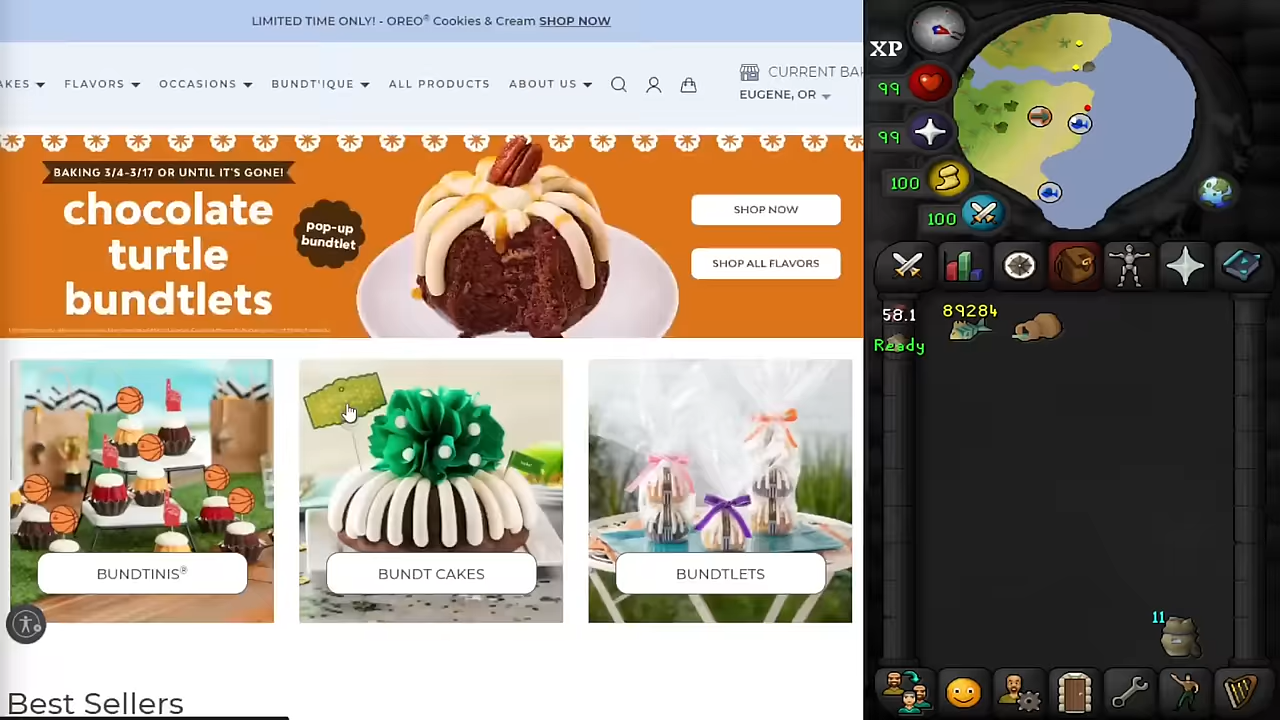 LIMITED TIME ONLY! - OREO® Cookies & Cream SHOP NOW
AKES
FLAVORS
OCCASIONS
BUNDT'IQUE
ALL PRODUCTS
ABOUT US
CURRENT BAK
EUGENE, OR
BAKING 3/4-3/17 OR UNTIL IT'S GONE!
chocolate
turtle
bundtlets
pop-up
bundtlet
SHOP NOW
SHOP ALL FLAVORS
BUNDTINIS®
BUNDT CAKES
BUNDTLETS
Best Sellers
XP
99
99
100
100
58.1
Ready
89284
11